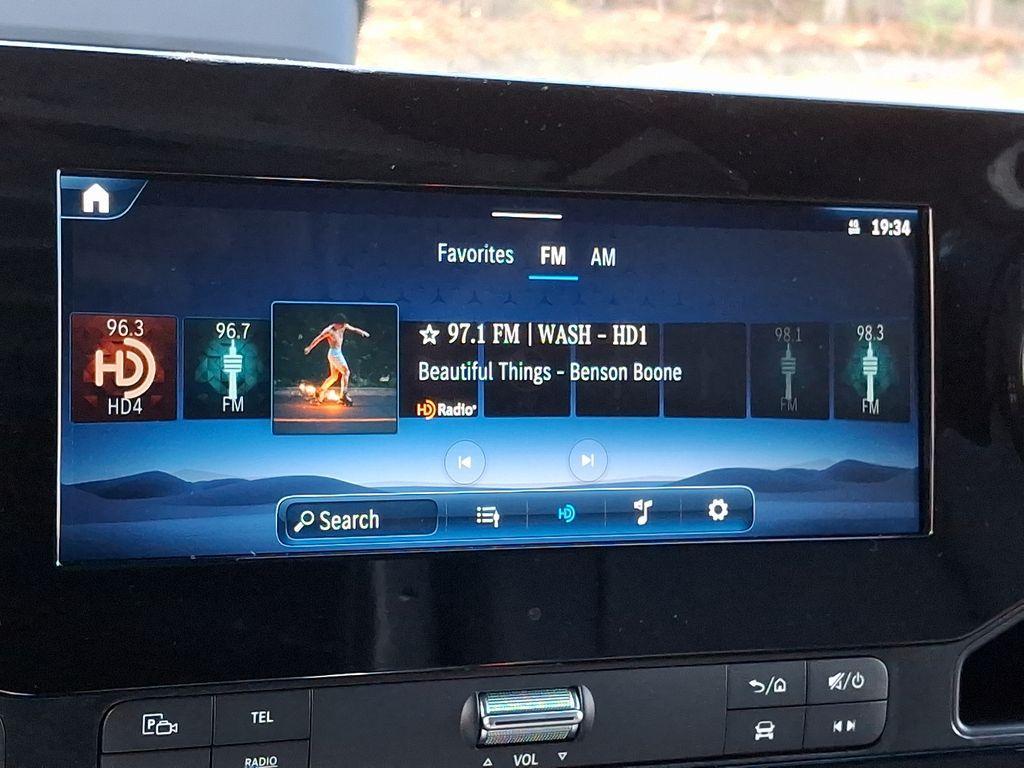 19:34
Favorites FM AM
96.3
HD
HD4
96.7
FM
97.1 FM | WASH - HD1
Beautiful Things - Benson Boone
HD Radio
98.1
FM
98.3
FM
Search
HD
P
TEL
RADIO
VOL